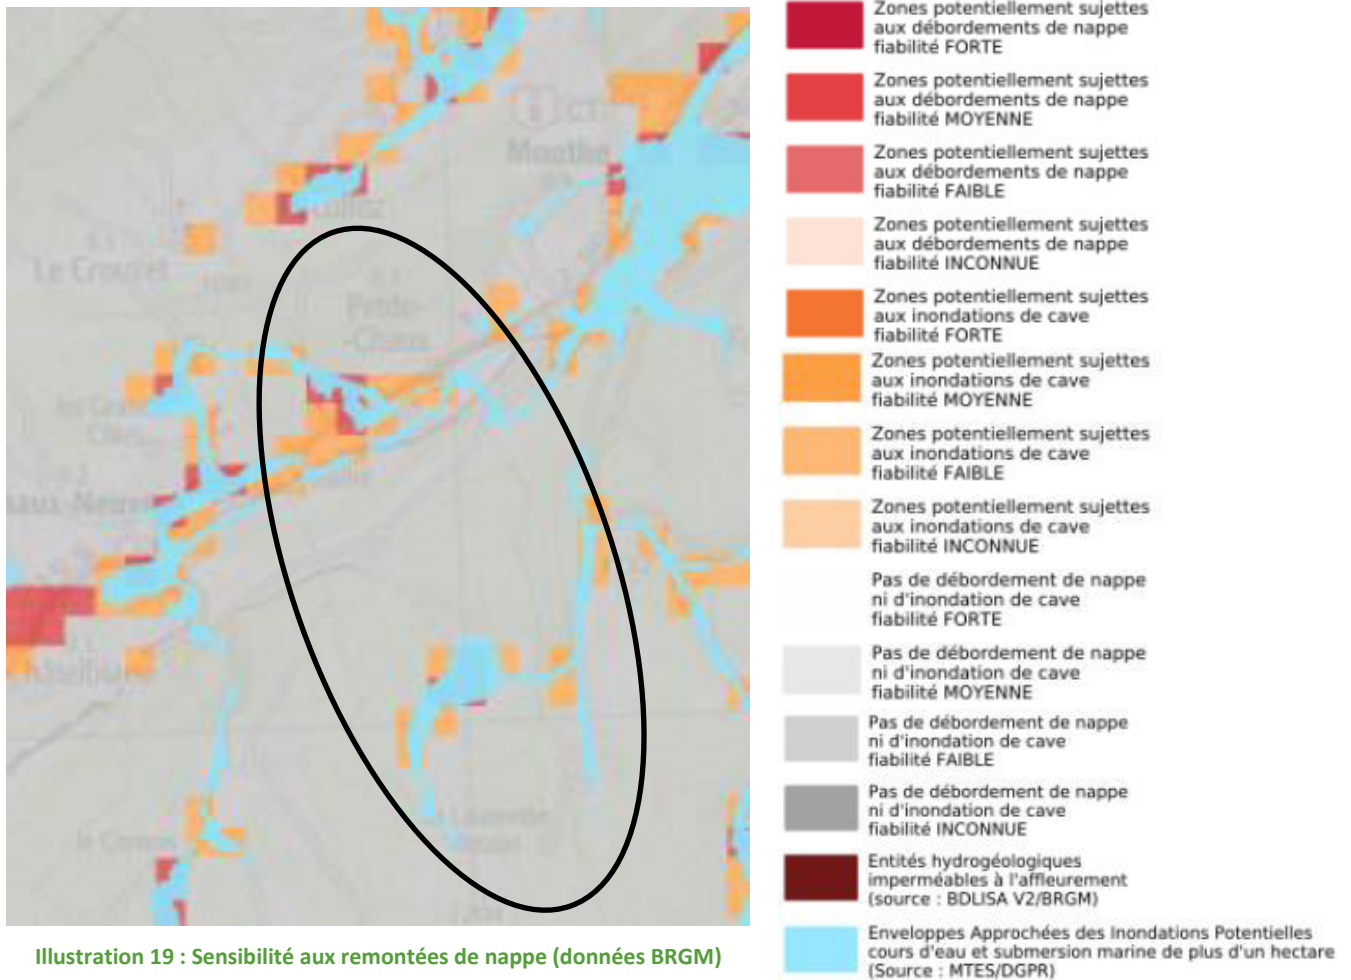 Mouthe
Le Crouzet
Petite-
-Chaux
le Cernois
Illustration 19 : Sensibilité aux remontées de nappe (données BRGM)
Zones potentiellement sujettes
aux débordements de nappe
fiabilité FORTE
Zones potentiellement sujettes
aux débordements de nappe
fiabilité MOYENNE
Zones potentiellement sujettes
aux débordements de nappe
fiabilité FAIBLE
Zones potentiellement sujettes
aux débordements de nappe
fiabilité INCONNUE
Zones potentiellement sujettes
aux inondations de cave
fiabilité FORTE
Zones potentiellement sujettes
aux inondations de cave
fiabilité MOYENNE
Zones potentiellement sujettes
aux inondations de cave
fiabilité FAIBLE
Zones potentiellement sujettes
aux inondations de cave
fiabilité INCONNUE
Pas de débordement de nappe
ni d'inondation de cave
fiabilité FORTE
Pas de débordement de nappe
ni d'inondation de cave
fiabilité MOYENNE
Pas de débordement de nappe
ni d'inondation de cave
fiabilité FAIBLE
Pas de débordement de nappe
ni d'inondation de cave
fiabilité INCONNUE
Entités hydrogéologiques
imperméables à l'affleurement
(source : BDLISA V2/BRGM)
Enveloppes Approchées des Inondations Potentielles
cours d'eau et submersion marine de plus d'un hectare
(Source : MTES/DGPR)